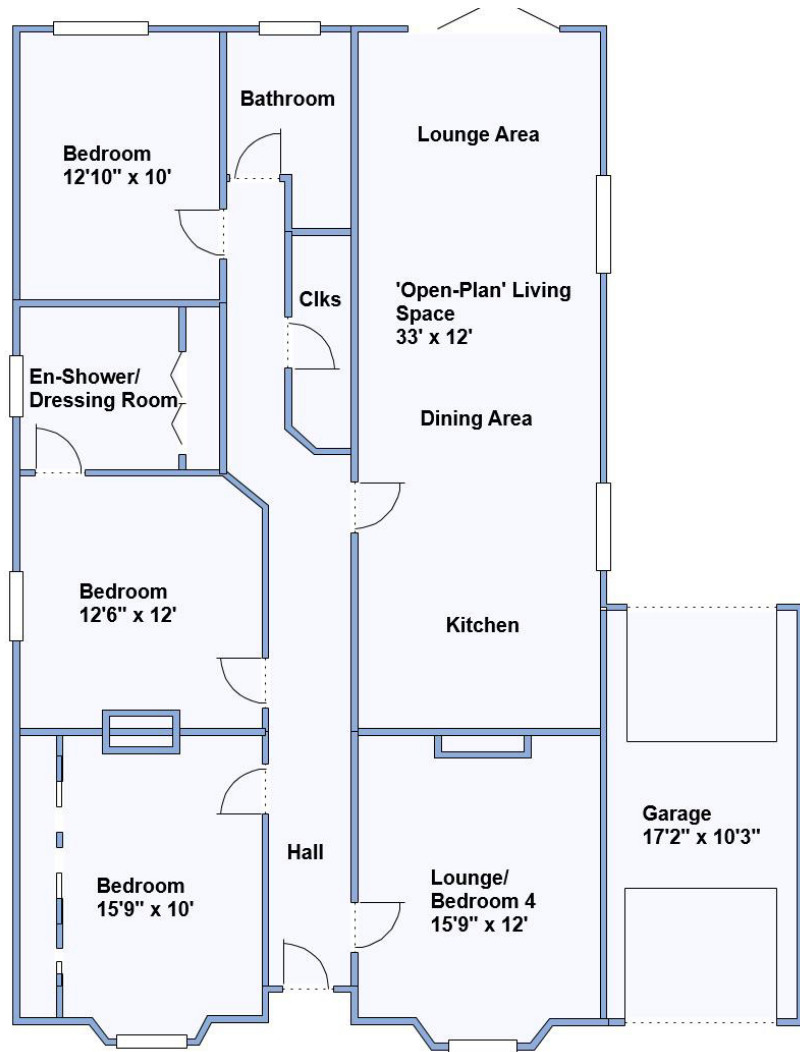 Bathroom
Lounge Area
Bedroom
12'10" x 10'
'Open-Plan' Living
Space
33' x 12'
Clks
En-Shower/
Dressing Room
Dining Area
Bedroom
12'6" x 12'
Kitchen
Garage
17'2" x 10'3"
Hall
Bedroom
15'9" x 10'
Lounge/
Bedroom 4
15'9" x 12'